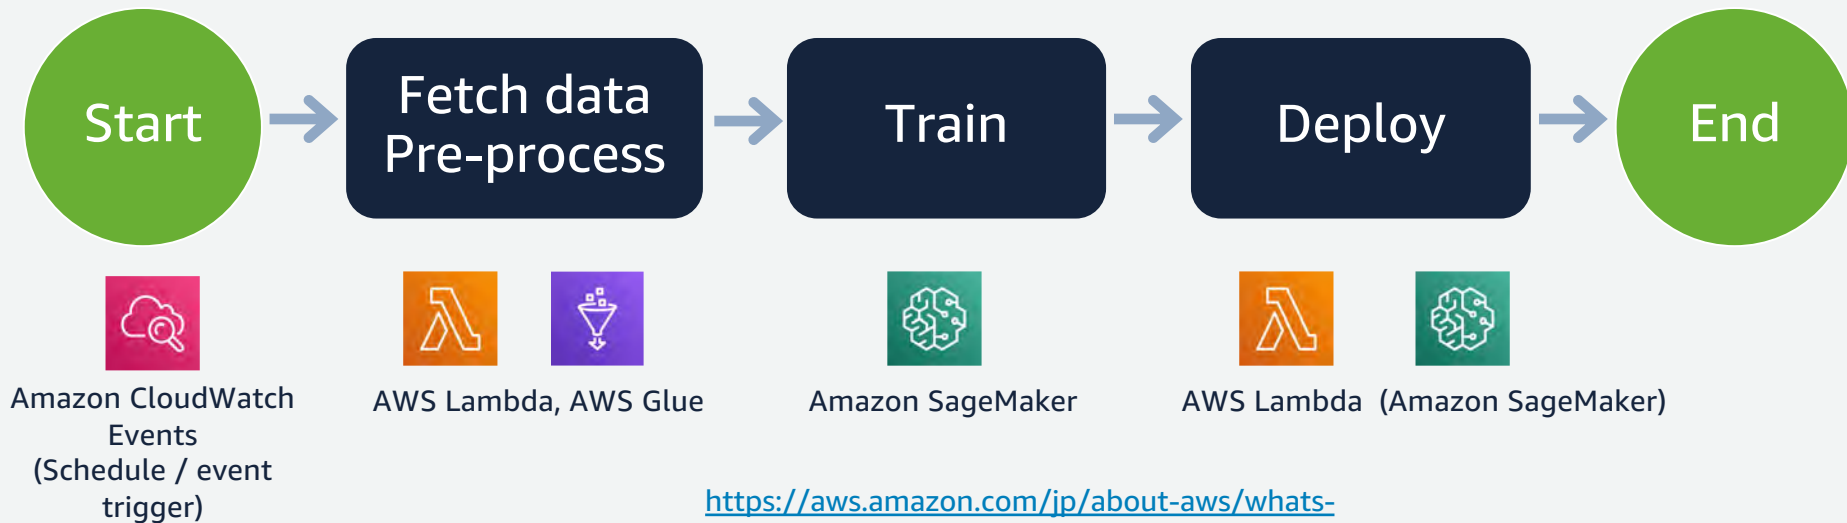 Start
Fetch data
Pre-process
Train
Deploy
End
Amazon CloudWatch
Events
(Schedule / event
trigger)
AWS Lambda, AWS Glue
Amazon SageMaker
AWS Lambda (Amazon SageMaker)
https://aws.amazon.com/jp/about-aws/whats-